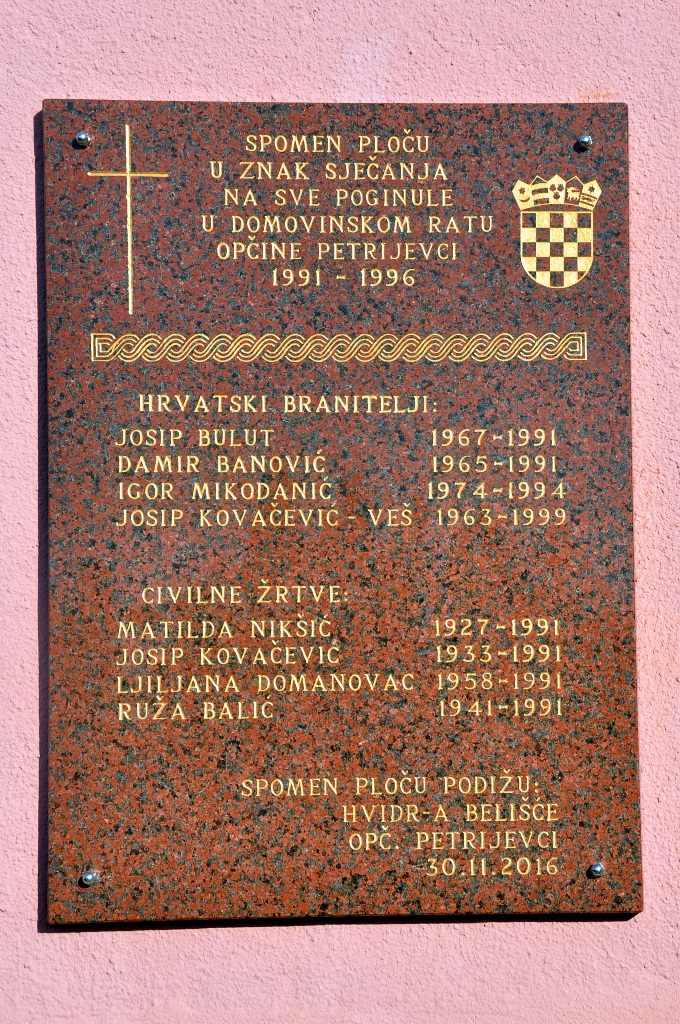 SPOMEN PLOČU
U ZNAK SJEČANJA
NA SVE POGINULE
U DOMOVINSKOM RATU
OPČINE PETRIJEVCI
1991 - 1996
HRVATSKI BRANITELJI:
JOSIP BULUT 1967-1991
DAMIR BANOVIĆ 1965-1991
IGOR MIKODANIĆ 1974-1994
JOSIP KOVAČEVIĆ - VEŠ 1963-1999
CIVILNE ŽRTVE:
MATILDA NIKŠIĆ 1927-1991
JOSIP KOVAČEVIĆ 1933-1991
LJILJANA DOMANOVAC 1958-1991
RUŽA BALIĆ 1941-1991
SPOMEN PLOČU PODIŽU:
HVIDR-A BELIŠĆE
OPČ. PETRIJEVCI
30.11.2016